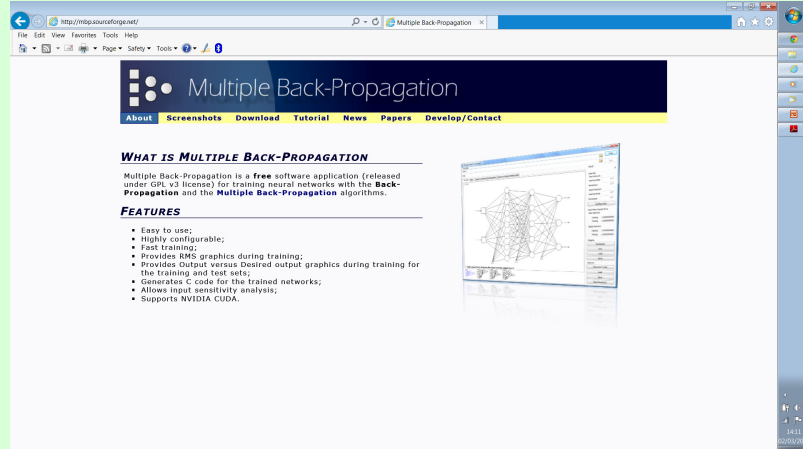 http://mbp.sourceforge.net/
Multiple Back-Propagation
File Edit View Favorites Tools Help
Page Safety Tools
Multiple Back-Propagation
About Screenshots Download Tutorial News Papers Develop/Contact
WHAT IS MULTIPLE BACK-PROPAGATION
Multiple Back-Propagation is a free software application (released
under GPL v3 license) for training neural networks with the Back-
Propagation and the Multiple Back-Propagation algorithms.
FEATURES
Easy to use;
Highly configurable;
Fast training;
Provides RMS graphics during training;
Provides Output versus Desired output graphics during training for
the training and test sets;
Generates C code for the trained networks;
Allows input sensitivity analysis;
Supports NVIDIA CUDA.
14:11
02/03/20